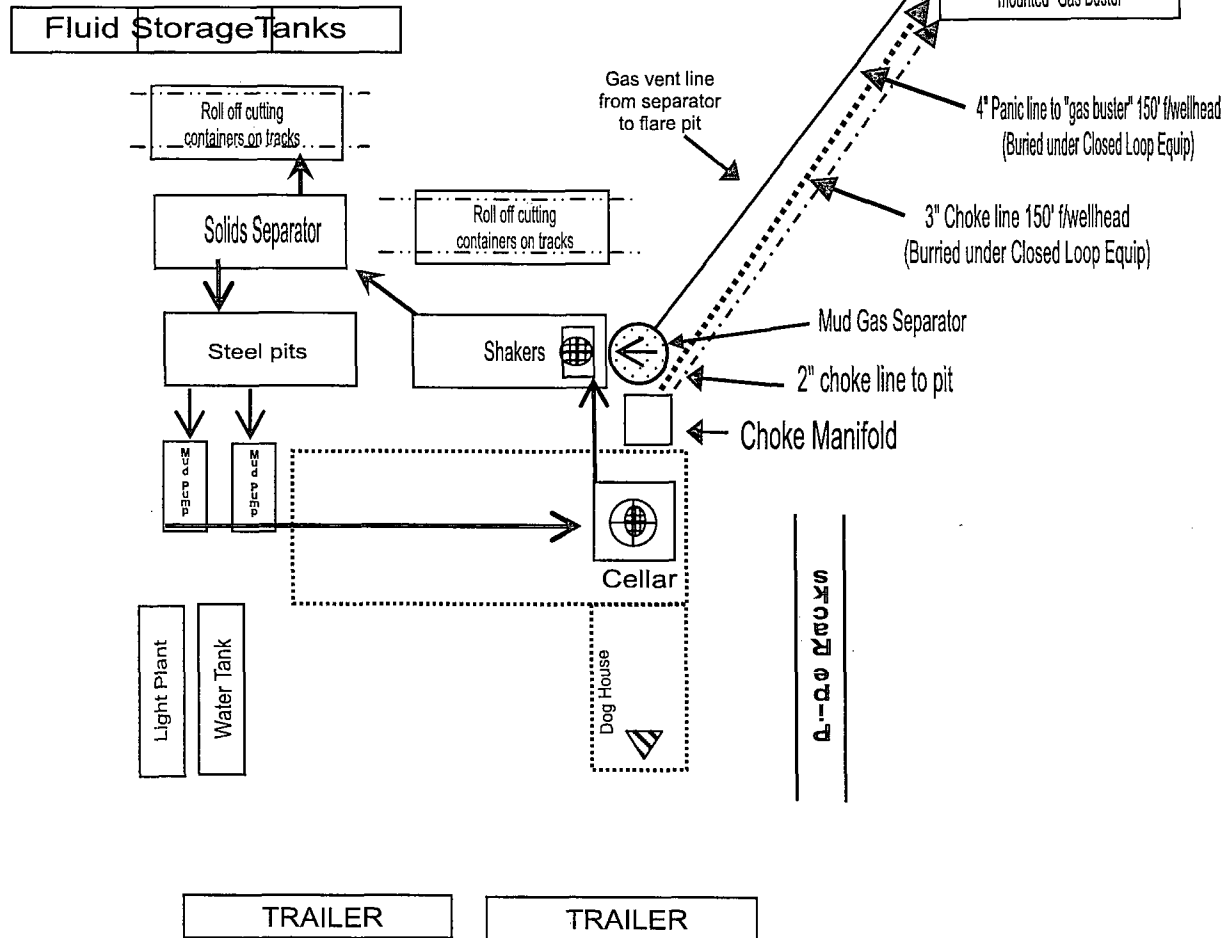 mounted "Gas Buster"
Fluid StorageTanks
Gas vent line
from separator
to flare pit
Roll off cutting
containers on tracks
4" Panic line to "gas buster" 150' f/wellhead
(Buried under Closed Loop Equip)
Solids Separator
Roll off cutting
containers on tracks
3" Choke line 150' f/wellhead
(Burried under Closed Loop Equip)
Steel pits
Shakers
Mud Gas Separator
2" choke line to pit
Choke Manifold
Mud Pump
Mud Pump
Cellar
Pipe Racks
Light Plant
Water Tank
Dog House
TRAILER
TRAILER